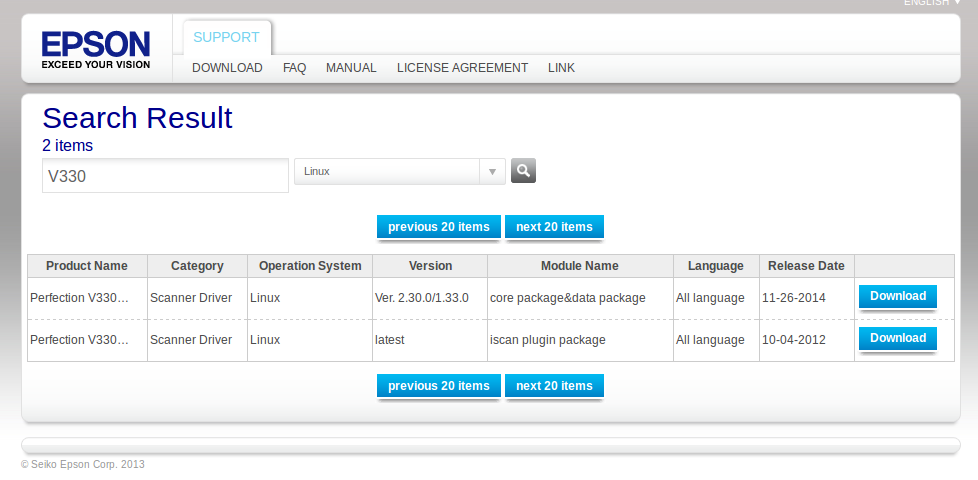 ENGLISH
EPSON
EXCEED YOUR VISION
SUPPORT
DOWNLOAD FAQ MANUAL LICENSE AGREEMENT LINK
Search Result
2 items
V330 Linux
previous 20 items next 20 items
Product Name Category Operation System Version Module Name Language Release Date
Perfection V330... Scanner Driver Linux Ver. 2.30.0/1.33.0 core package&data package All language 11-26-2014 Download
Perfection V330... Scanner Driver Linux latest iscan plugin package All language 10-04-2012 Download
previous 20 items next 20 items
© Seiko Epson Corp. 2013